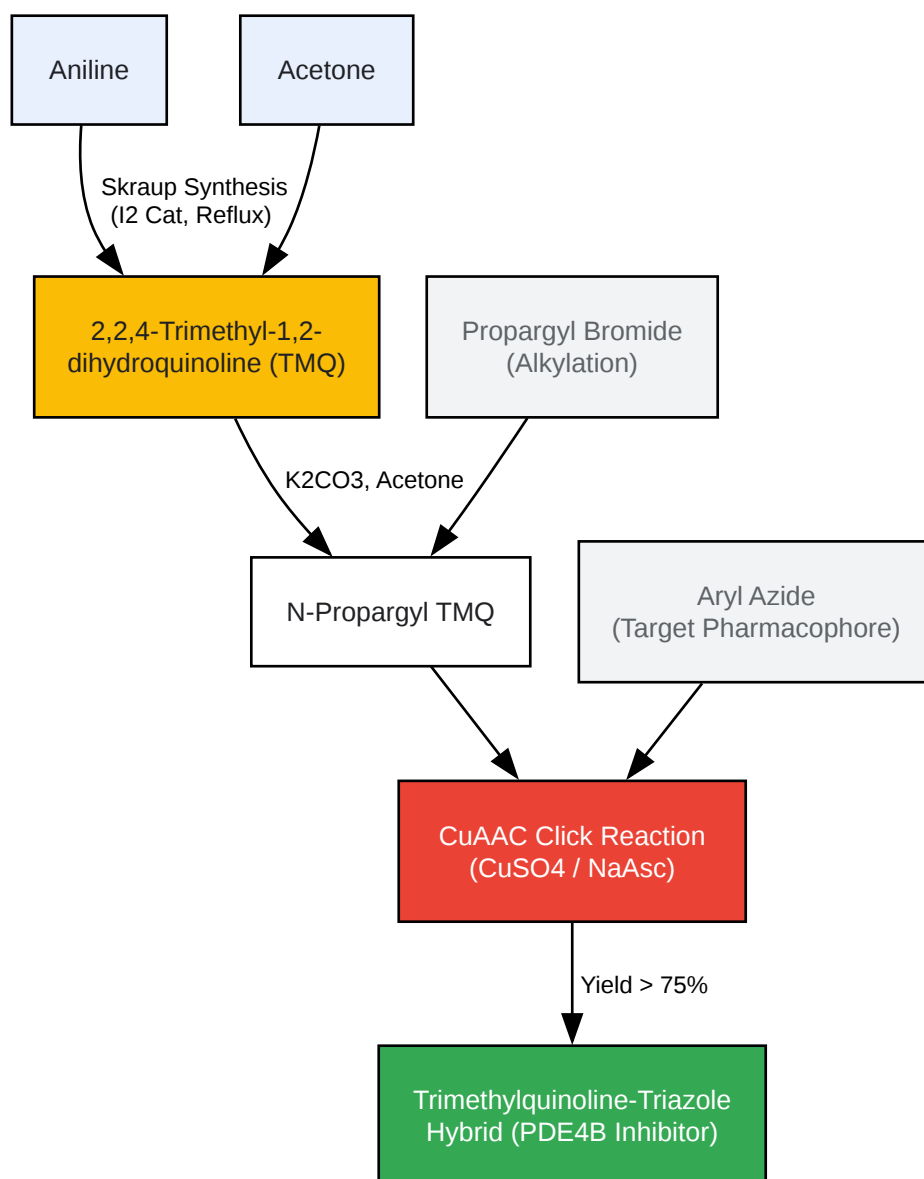 Aniline
Acetone
Skraup Synthesis
(I2 Cat, Reflux)
2,2,4-Trimethyl-1,2-
dihydroquinoline (TMQ)
Propargyl Bromide
(Alkylation)
K2CO3, Acetone
N-Propargyl TMQ
Aryl Azide
(Target Pharmacophore)
CuAAC Click Reaction
(CuSO4 / NaAsc)
Yield > 75%
Trimethylquinoline-Triazole
Hybrid (PDE4B Inhibitor)